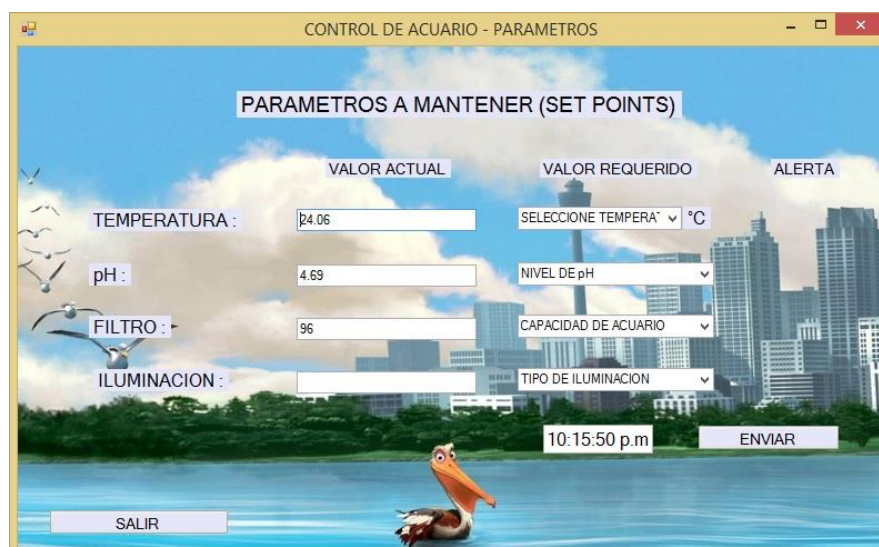 CONTROL DE ACUARIO - PARAMETROS
PARAMETROS A MANTENER (SET POINTS)
VALOR ACTUAL VALOR REQUERIDO ALERTA
TEMPERATURA : 24.06 SELECCIONE TEMPERAT °C
pH : 4.69 NIVEL DE pH
FILTRO : 96 CAPACIDAD DE ACUARIO
ILUMINACION : TIPO DE ILUMINACION
10:15:50 p.m ENVIAR
SALIR